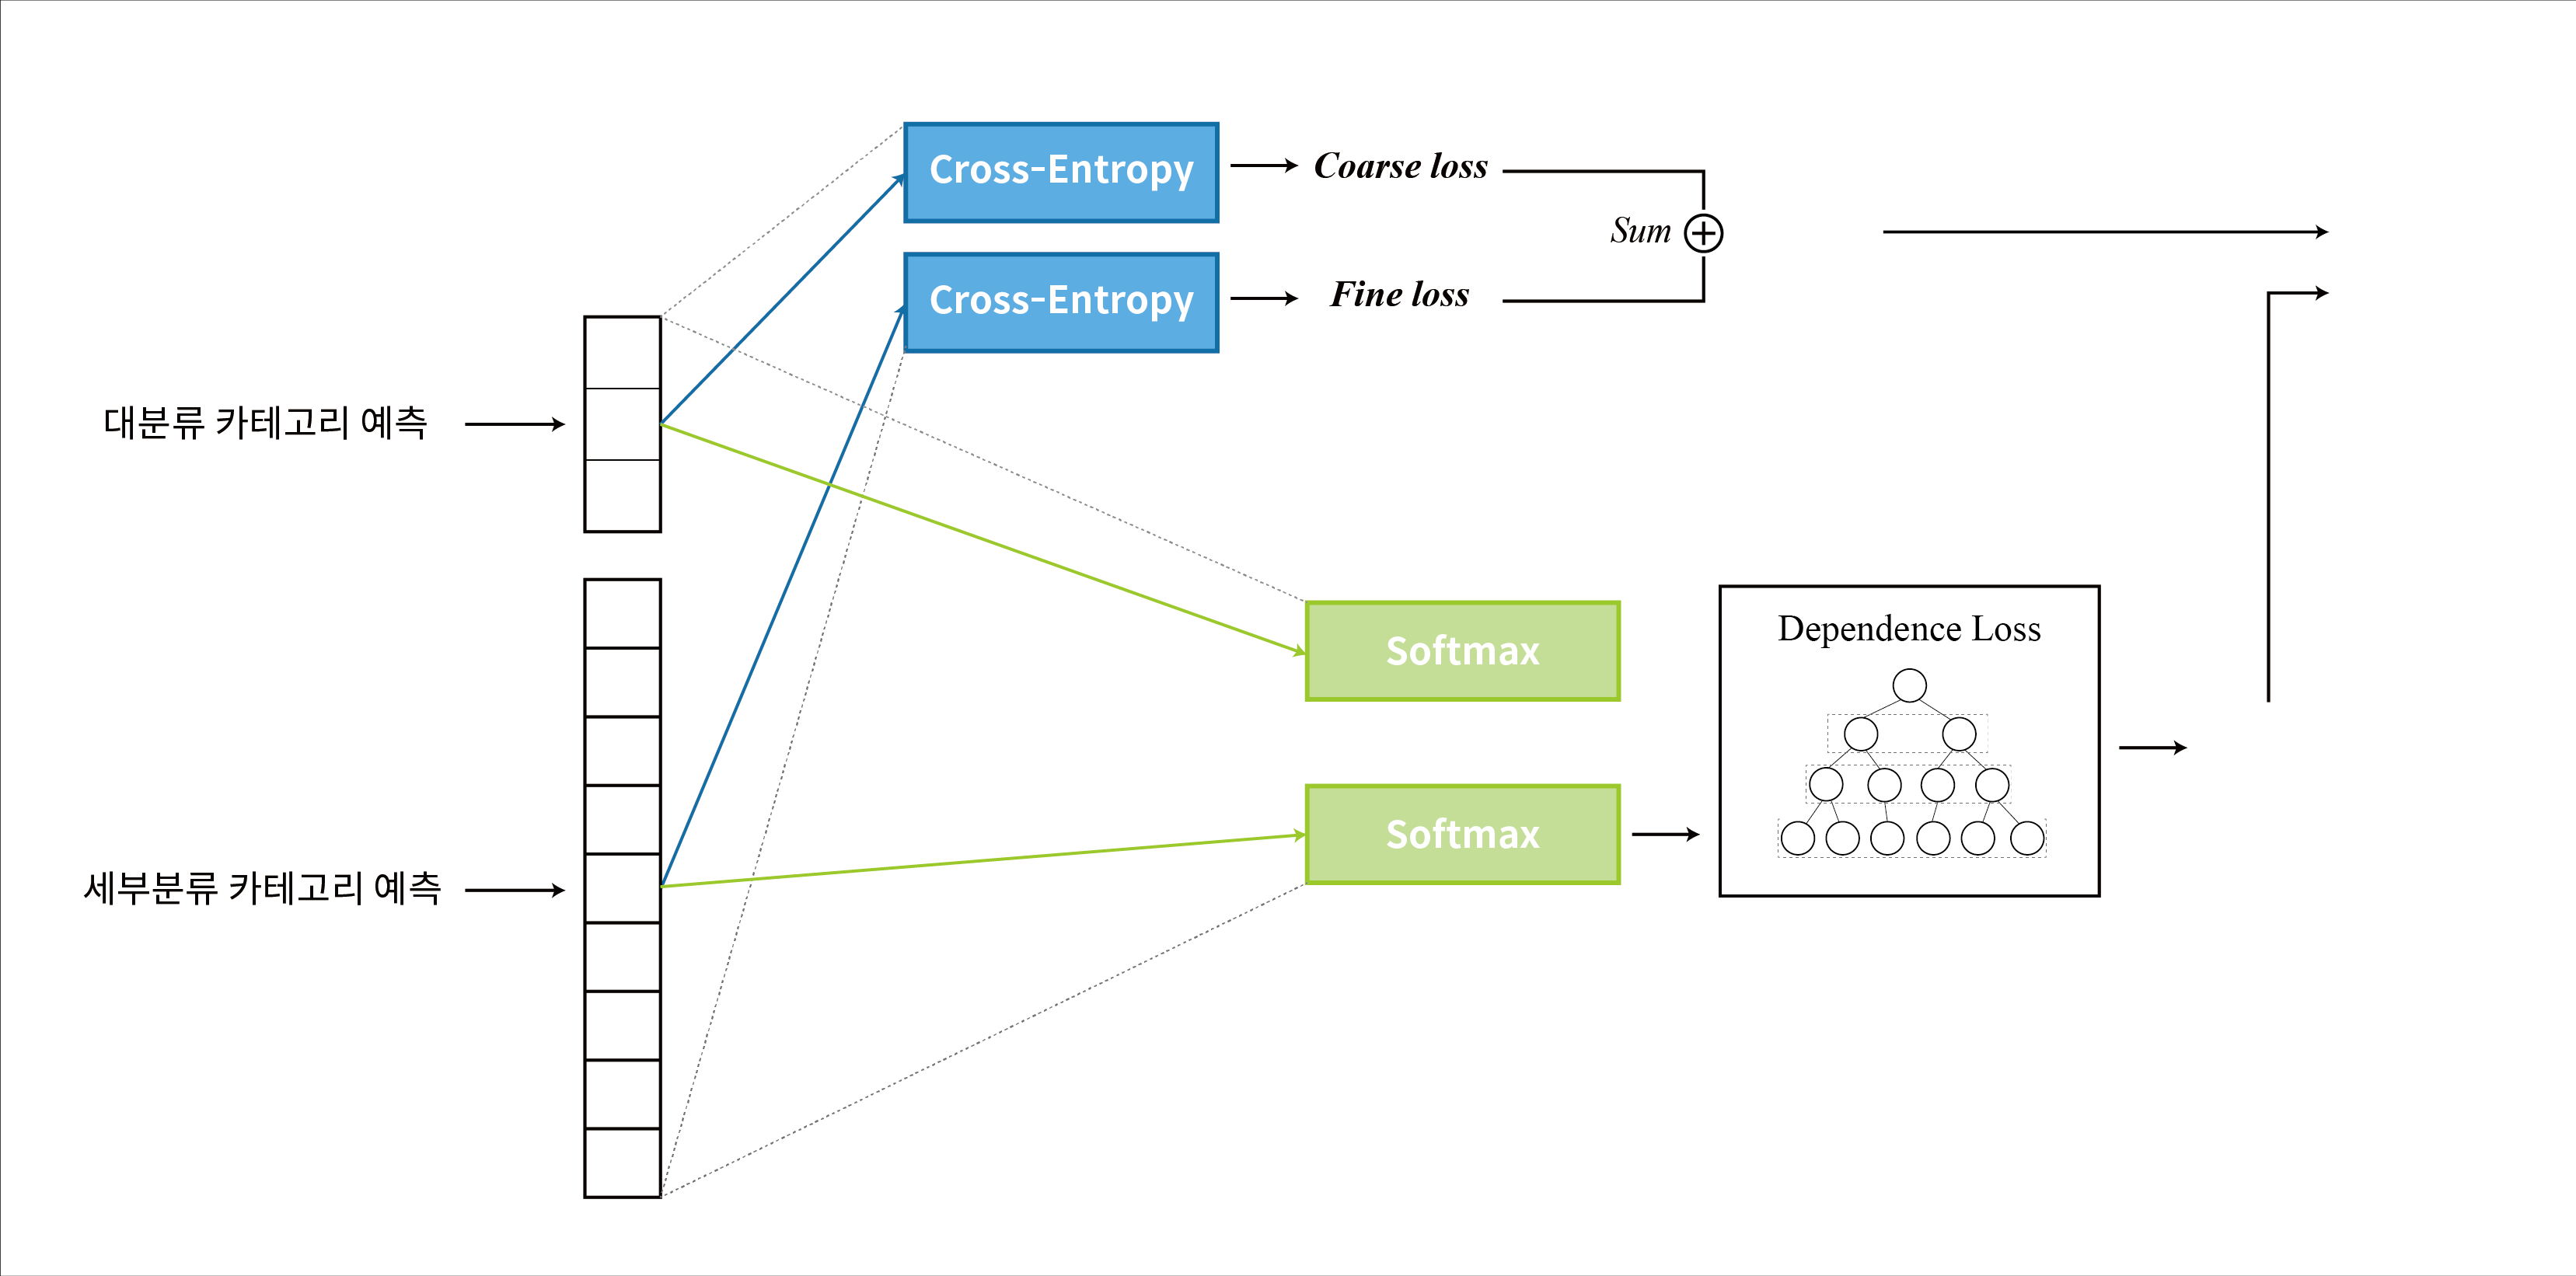 Cross-Entropy
Coarse loss
Sum
Cross-Entropy
Fine loss
대분류 카테고리 예측
Softmax
Dependence Loss
Softmax
세부분류 카테고리 예측